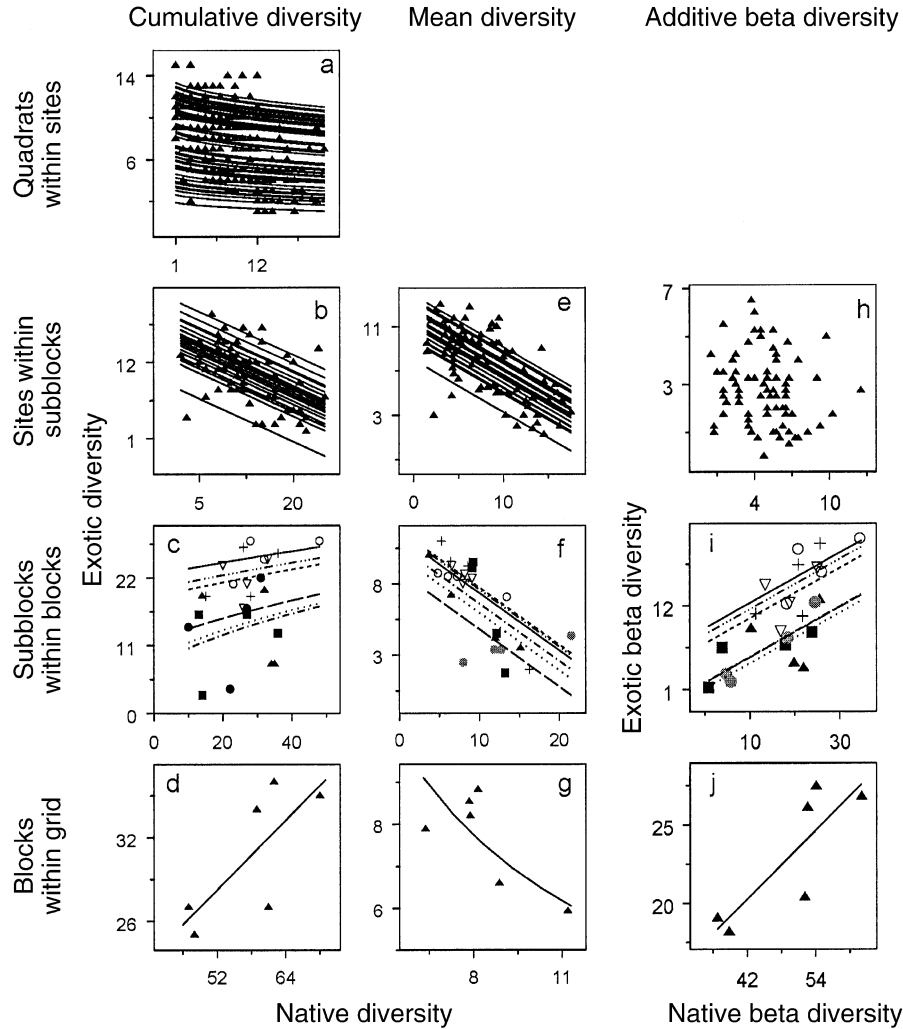 Cumulative diversity
Mean diversity
Additive beta diversity
Quadrats
within sites
14
6
a
1
12
Sites within
subblocks
12
1
b
5
20
11
3
e
0
10
7
3
h
4
10
Exotic diversity
Subblocks
within blocks
22
11
0
c
0
20
40
8
3
f
0
10
20
Exotic beta diversity
12
1
i
10
30
Blocks
within grid
32
26
d
52
64
8
6
g
8
11
25
20
j
42
54
Native diversity
Native beta diversity